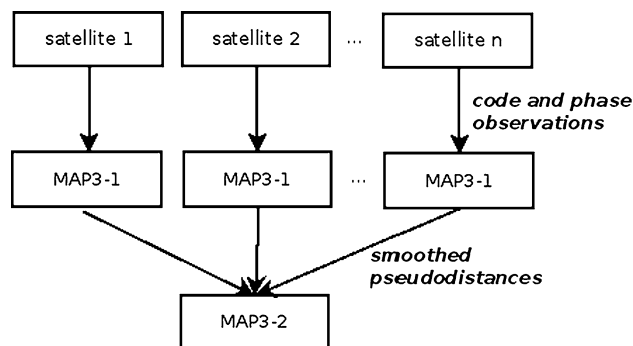 satellite 1
satellite 2
...
satellite n
code and phase
observations
MAP3-1
MAP3-1
...
MAP3-1
smoothed
pseudodistances
MAP3-2